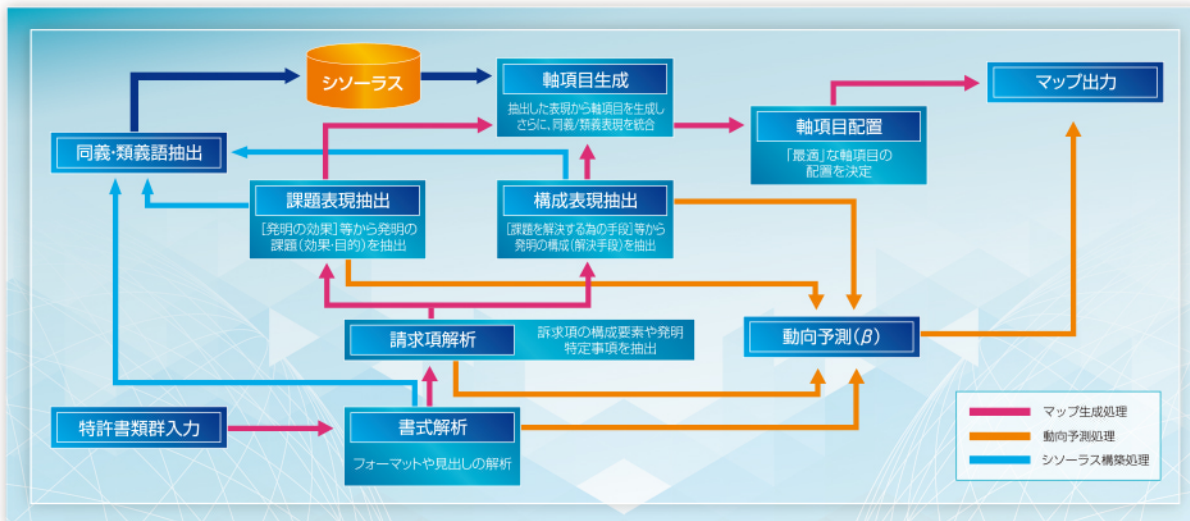 シソーラス
軸項目生成
抽出した表現から軸項目を生成し
さらに、同義/類義表現を統合
マップ出力
軸項目配置
「最適」な軸項目の
配置を決定
同義・類義語抽出
課題表現抽出
[発明の効果]等から発明の
課題(効果・目的)を抽出
構成表現抽出
[課題を解決する為の手段]等から
発明の構成(解決手段)を抽出
請求項解析
訴求項の構成要素や発明
特定事項を抽出
動向予測(β)
特許書類群入力
書式解析
フォーマットや見出しの解析
マップ生成処理
動向予測処理
シソーラス構築処理